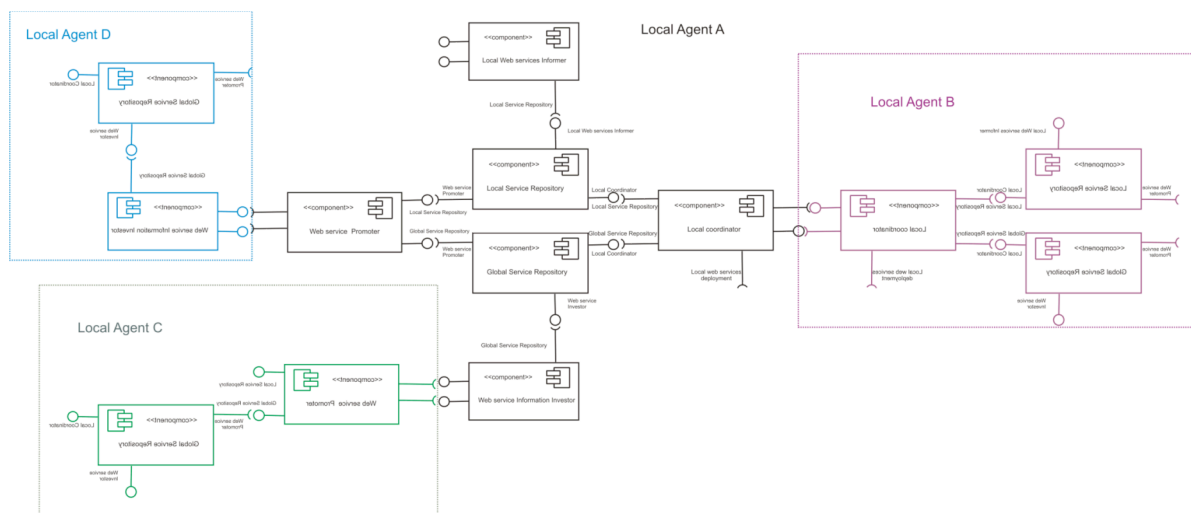 Local Agent D
<<component>>
Global Service Repository
Local Coordinator
Web service
Promoter
Web service
Investor
Global Service Repository
<<component>>
Web service Information Investor
Local Agent A
<<component>>
Local Web services Informer
Local Service Repository
Local Web services Informer
<<component>>
Local Service Repository
<<component>>
Web service Promoter
Web service
Promoter
Local Service Repository
Global Service Repository
Web service
Promoter
Local Coordinator
Local Service Repository
<<component>>
Local coordinator
Global Service Repository
Local Coordinator
<<component>>
Global Service Repository
Local web services
deployment
Web service
Investor
Global Service Repository
<<component>>
Web service Information Investor
Local Agent B
Local Web services Informer
<<component>>
Local Service Repository
Web service
Promoter
Local Coordinator
Local Service Repository
<<component>>
Local coordinator
Global Service Repository
Local Coordinator
<<component>>
Global Service Repository
Web service
Promoter
Local web services
deployment
Web service
Investor
Local Agent C
<<component>>
Web service Promoter
Local Service Repository
Global Service Repository
Web service
Promoter
<<component>>
Global Service Repository
Local Coordinator
Web service
Investor